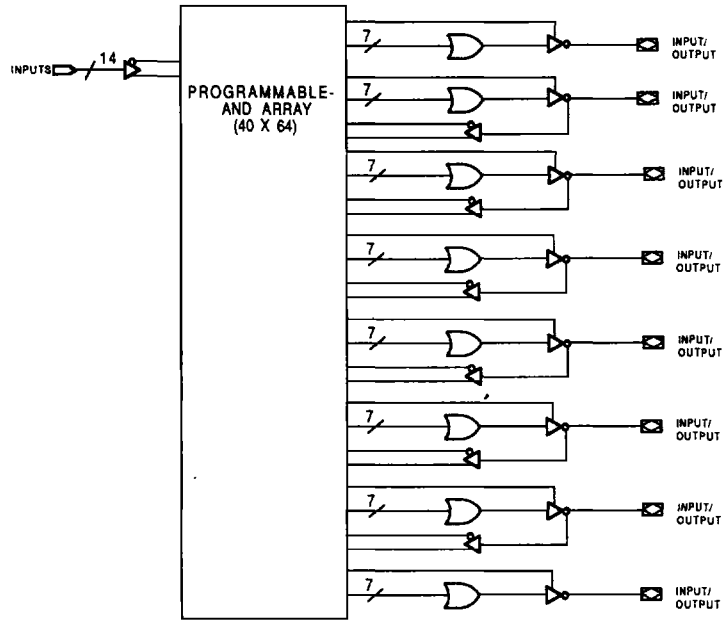 7
INPUT/
OUTPUT
INPUTS
14
PROGRAMMABLE-
AND ARRAY
(40 X 64)
7
INPUT/
OUTPUT
7
INPUT/
OUTPUT
7
INPUT/
OUTPUT
7
INPUT/
OUTPUT
7
INPUT/
OUTPUT
7
INPUT/
OUTPUT
7
INPUT/
OUTPUT